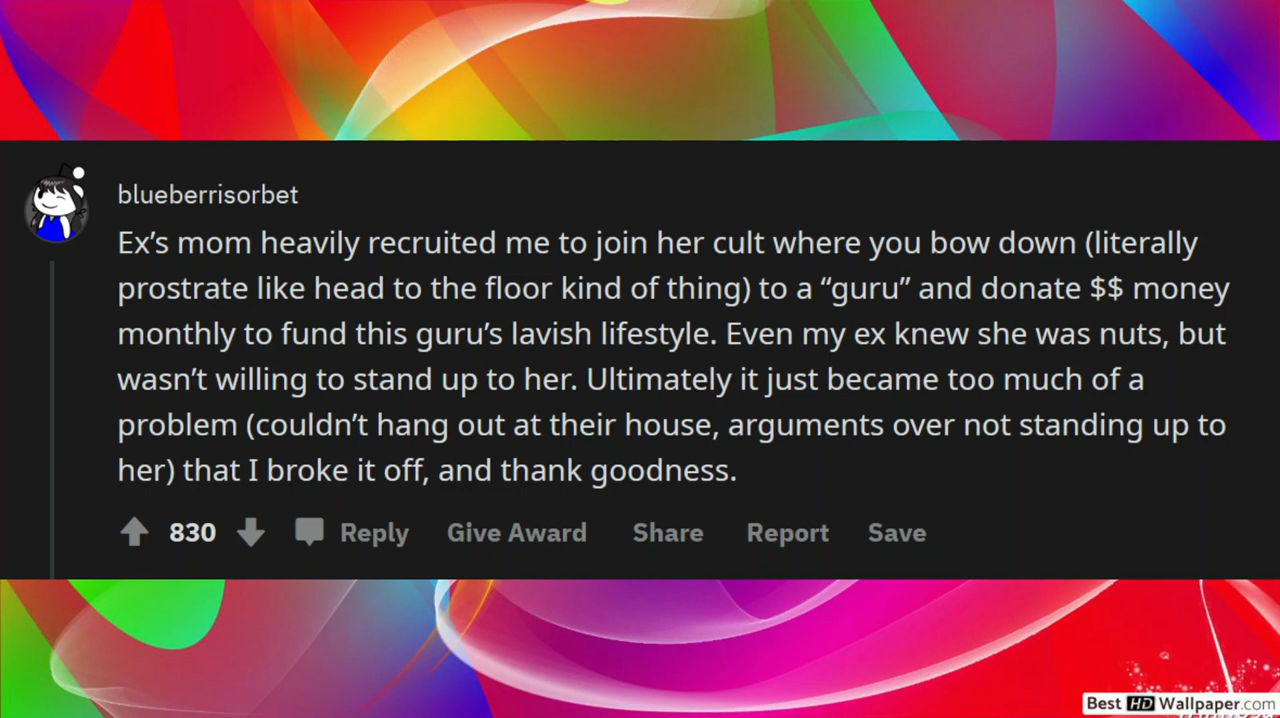 blueberrisorbet
Ex’s mom heavily recruited me to join her cult where you bow down (literally
prostrate like head to the floor kind of thing) to a “guru” and donate $$ money
monthly to fund this guru’s lavish lifestyle. Even my ex knew she was nuts, but
wasn’t willing to stand up to her. Ultimately it just became too much of a
problem (couldn’t hang out at their house, arguments over not standing up to
her) that I broke it off, and thank goodness.
830 Reply Give Award Share Report Save
Best HD Wallpaper.com